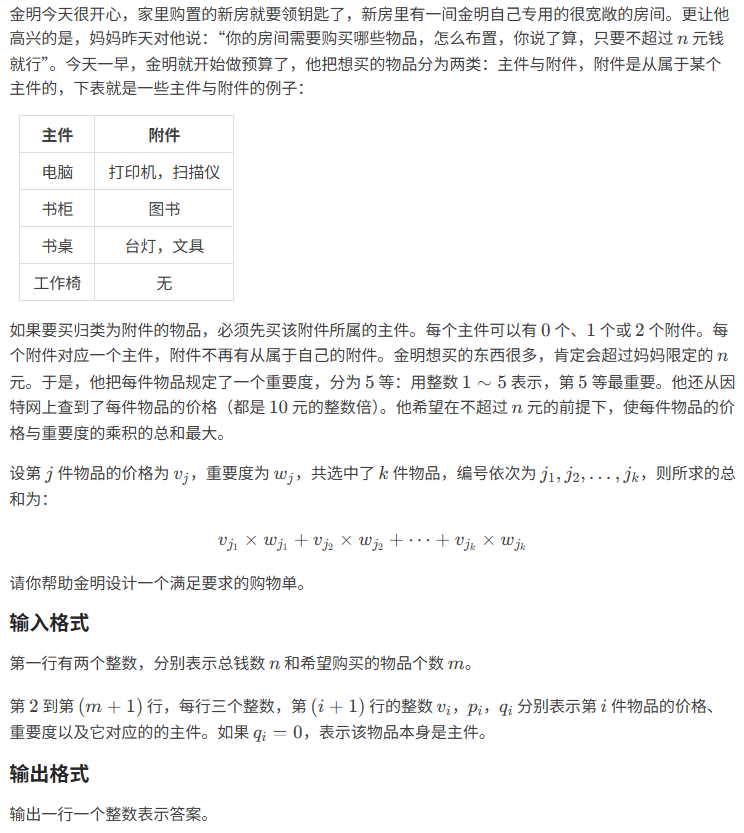 金明今天很开心，家里购置的新房就要领钥匙了，新房里有一间金明自己专用的很宽敞的房间。更让他
高兴的是，妈妈昨天对他说：“你的房间需要购买哪些物品，怎么布置，你说了算，只要不超过 n 元钱
就行”。今天一早，金明就开始做预算了，他把想买的物品分为两类：主件与附件，附件是从属于某个
主件的，下表就是一些主件与附件的例子：
主件 附件
电脑 打印机，扫描仪
书柜 图书
书桌 台灯，文具
工作椅 无
如果要买归类为附件的物品，必须先买该附件所属的主件。每个主件可以有 0 个、1 个或 2 个附件。每
个附件对应一个主件，附件不再有从属于自己的附件。金明想买的东西很多，肯定会超过妈妈限定的 n
元。于是，他把每件物品规定了一个重要度，分为 5 等：用整数 1 ∼ 5 表示，第 5 等最重要。他还从因
特网上查到了每件物品的价格（都是 10 元的整数倍）。他希望在不超过 n 元的前提下，使每件物品的价
格与重要度的乘积的总和最大。
设第 j 件物品的价格为 v_j，重要度为 w_j，共选中了 k 件物品，编号依次为 j_1, j_2, …, j_k，则所求的总
和为：
v_{j_1} × w_{j_1} + v_{j_2} × w_{j_2} + ⋯ + v_{j_k} × w_{j_k}
请你帮助金明设计一个满足要求的购物单。
输入格式
第一行有两个整数，分别表示总钱数 n 和希望购买的物品个数 m。
第 2 到第 (m + 1) 行，每行三个整数，第 (i + 1) 行的整数 v_i，p_i，q_i 分别表示第 i 件物品的价格、
重要度以及它对应的的主件。如果 q_i = 0，表示该物品本身是主件。
输出格式
输出一行一个整数表示答案。